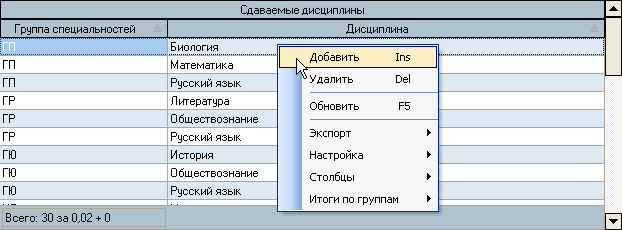 Сдаваемые дисциплины
Группа специальностей Дисциплина
ГП Биология
ГП Математика
ГП Русский язык
ГР Литература
ГР Обществознание
ГР Русский язык
ГЮ История
ГЮ Обществознание
ГЮ Русский язык
Всего: 30 за 0,02 + 0
Добавить Ins
Удалить Del
Обновить F5
Экспорт
Настройка
Столбцы
Итоги по группам